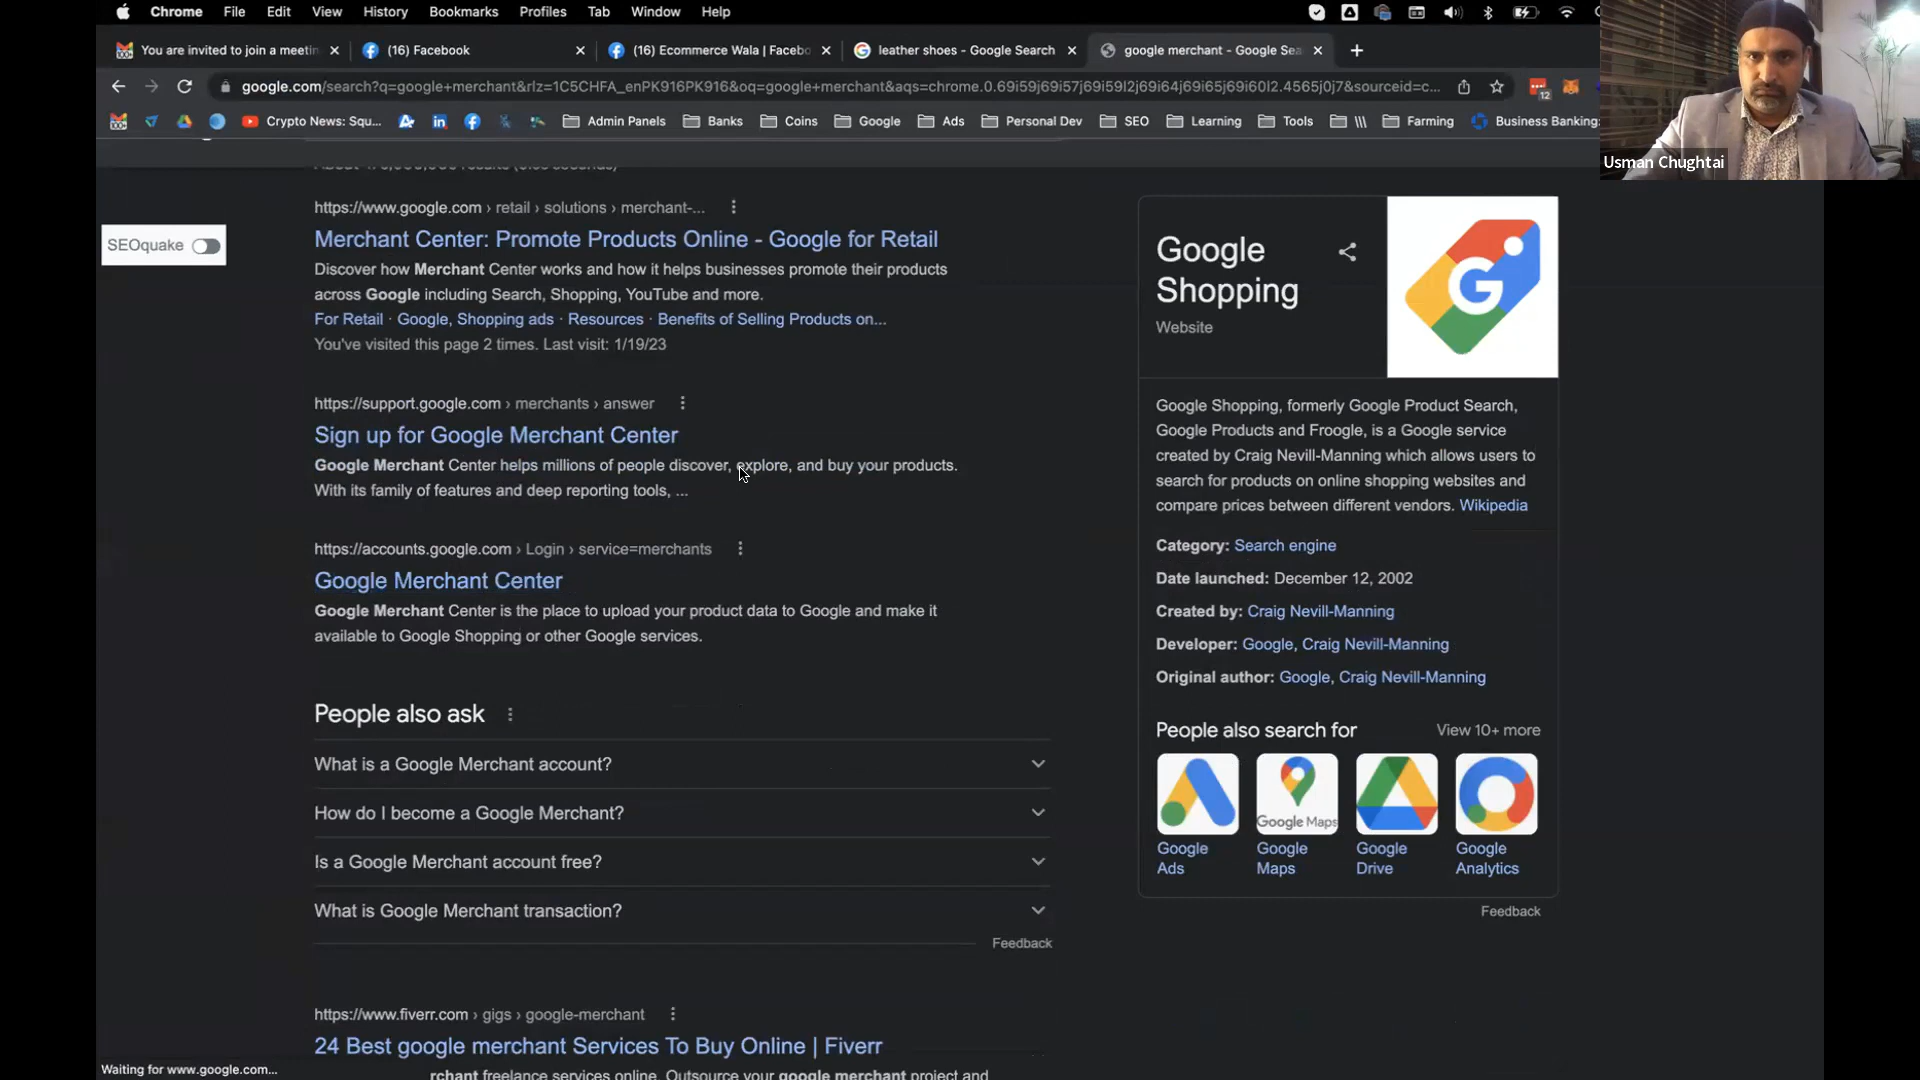 Chrome File Edit View History Bookmarks Profiles Tab Window Help
You are invited to join a meetin
(16) Facebook
(16) Ecommerce Wala | Facebo
leather shoes - Google Search
google merchant - Google Sea
google.com/search?q=google+merchant&rlz=1C5CHFA_enPK916PK916&oq=google+merchant&aqs=chrome.0.69i59j69i57j69i59l2j69i64j69i65j69i60l2.4565j0j7&sourceid=c...
12
Crypto News: Squ...
Admin Panels
Banks
Coins
Google
Ads
Personal Dev
SEO
Learning
Tools
\\\
Farming
Business Banking:
Usman Chughtai
SEOquake
https://www.google.com › retail › solutions › merchant-...
Merchant Center: Promote Products Online - Google for Retail
Discover how Merchant Center works and how it helps businesses promote their products
across Google including Search, Shopping, YouTube and more.
For Retail · Google, Shopping ads · Resources · Benefits of Selling Products on...
You've visited this page 2 times. Last visit: 1/19/23
https://support.google.com › merchants › answer
Sign up for Google Merchant Center
Google Merchant Center helps millions of people discover, explore, and buy your products.
With its family of features and deep reporting tools, ...
https://accounts.google.com › Login › service=merchants
Google Merchant Center
Google Merchant Center is the place to upload your product data to Google and make it
available to Google Shopping or other Google services.
People also ask
What is a Google Merchant account?
How do I become a Google Merchant?
Is a Google Merchant account free?
What is Google Merchant transaction?
Feedback
https://www.fiverr.com › gigs › google-merchant
24 Best google merchant Services To Buy Online | Fiverr
rchant freelance services online. Outsource your google merchant project and
Waiting for www.google.com...
Google
Shopping
Website
G
Google Shopping, formerly Google Product Search,
Google Products and Froogle, is a Google service
created by Craig Nevill-Manning which allows users to
search for products on online shopping websites and
compare prices between different vendors. Wikipedia
Category: Search engine
Date launched: December 12, 2002
Created by: Craig Nevill-Manning
Developer: Google, Craig Nevill-Manning
Original author: Google, Craig Nevill-Manning
People also search for
View 10+ more
Google Maps
Google
Ads
Google
Maps
Google
Drive
Google
Analytics
Feedback